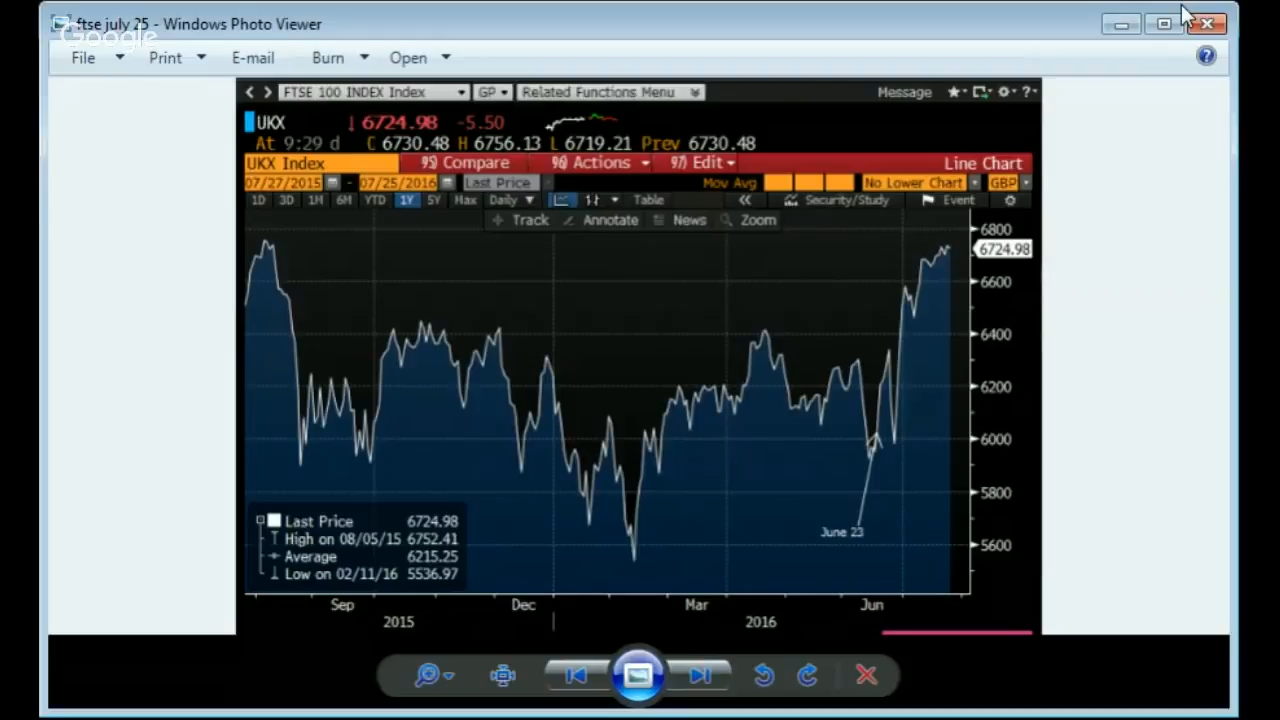 ftse july 25 - Windows Photo Viewer
Google
File Print E-mail Burn Open
FTSE 100 INDEX Index GP Related Functions Menu Message
UKX 6724.98 -5.50
At 9:29 d C 6730.48 H 6756.13 L 6719.21 Prev 6730.48
UKX Index 95) Compare 96) Actions 97) Edit Line Chart
07/27/2015 - 07/25/2016 Last Price Mov Avg No Lower Chart GBP
1D 3D 1M 6M YTD 1Y 5Y Max Daily Table Security/Study Event
Track Annotate News Zoom
6800
6724.98
6600
6400
6200
6000
5800
5600
June 23
Last Price 6724.98
High on 08/05/15 6752.41
Average 6215.25
Low on 02/11/16 5536.97
Sep Dec Mar Jun
2015 2016